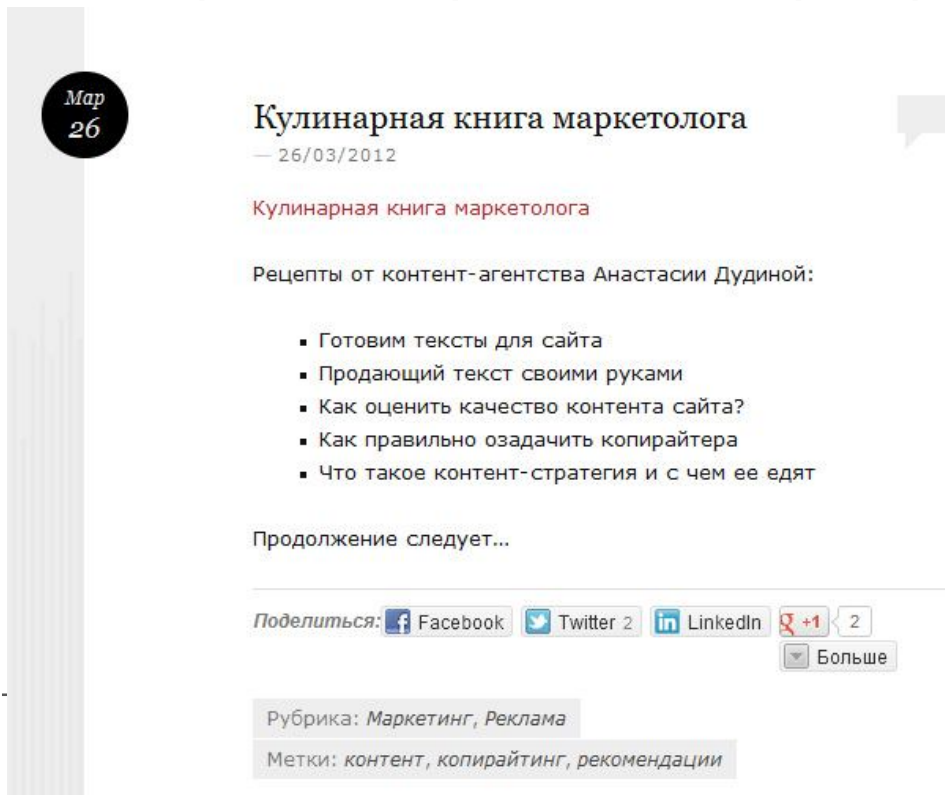 Мар
26
Кулинарная книга маркетолога
— 26/03/2012
Кулинарная книга маркетолога
Рецепты от контент-агентства Анастасии Дудиной:
▪ Готовим тексты для сайта
▪ Продающий текст своими руками
▪ Как оценить качество контента сайта?
▪ Как правильно озадачить копирайтера
▪ Что такое контент-стратегия и с чем ее едят
Продолжение следует...
Поделиться: Facebook Twitter 2 LinkedIn +1 2
Больше
Рубрика: Маркетинг, Реклама
Метки: контент, копирайтинг, рекомендации